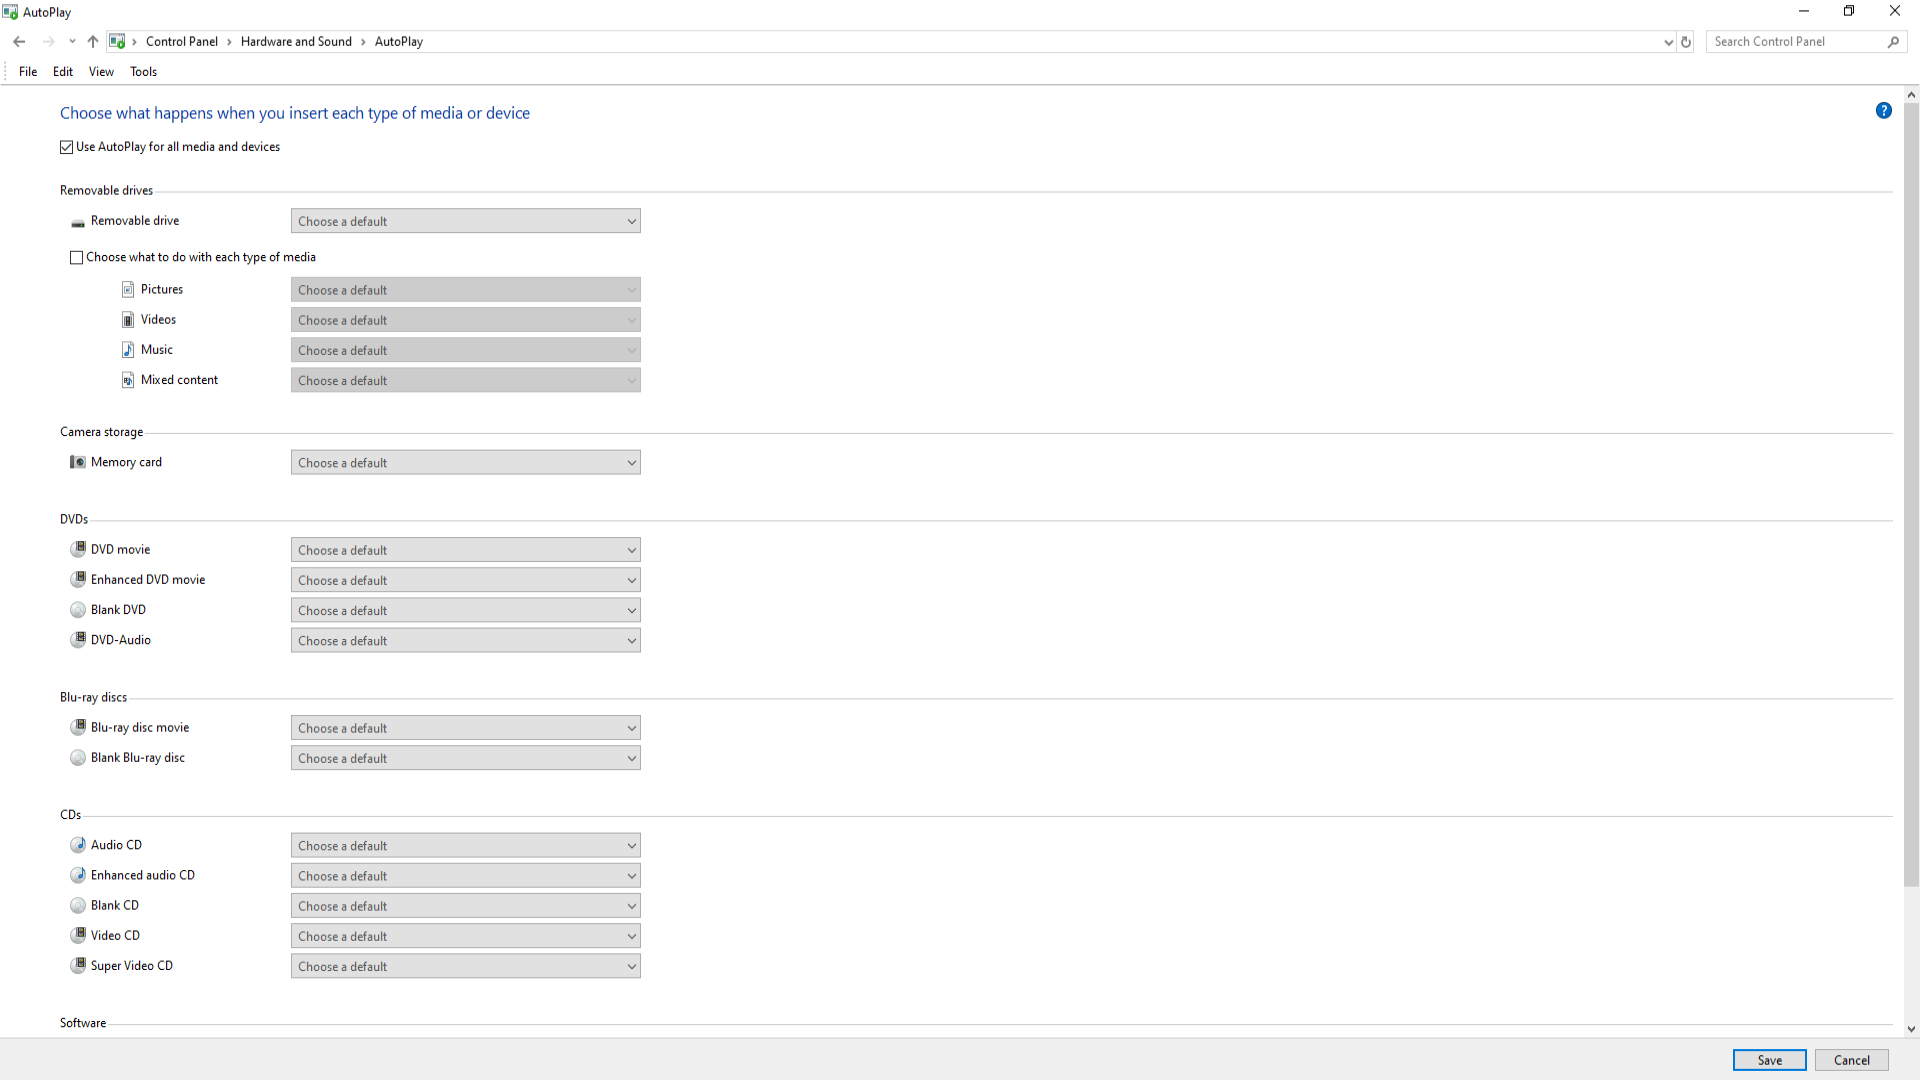 AutoPlay
Control Panel > Hardware and Sound > AutoPlay
Search Control Panel
File Edit View Tools
Choose what happens when you insert each type of media or device
Use AutoPlay for all media and devices
Removable drives
Removable drive Choose a default
Choose what to do with each type of media
Pictures Choose a default
Videos Choose a default
Music Choose a default
Mixed content Choose a default
Camera storage
Memory card Choose a default
DVDs
DVD movie Choose a default
Enhanced DVD movie Choose a default
Blank DVD Choose a default
DVD-Audio Choose a default
Blu-ray discs
Blu-ray disc movie Choose a default
Blank Blu-ray disc Choose a default
CDs
Audio CD Choose a default
Enhanced audio CD Choose a default
Blank CD Choose a default
Video CD Choose a default
Super Video CD Choose a default
Software
Save Cancel